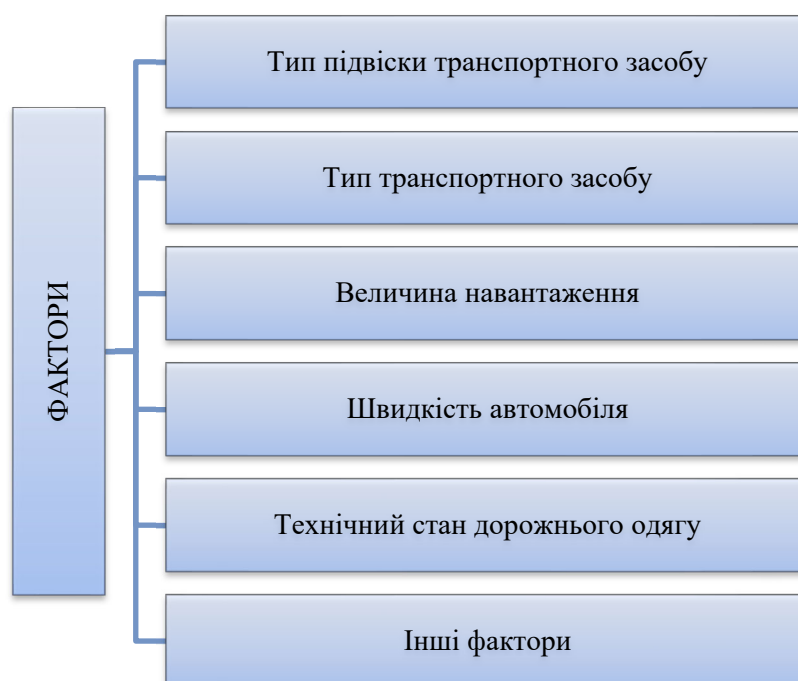 ФАКТОРИ
Тип підвіски транспортного засобу
Тип транспортного засобу
Величина навантаження
Швидкість автомобіля
Технічний стан дорожнього одягу
Інші фактори